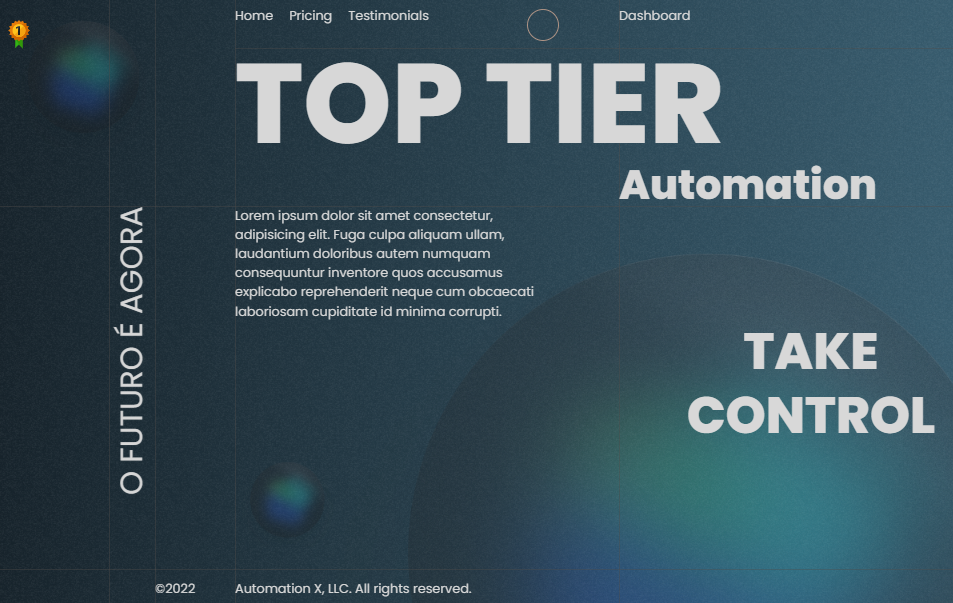 Home Pricing Testimonials Dashboard
1
TOP TIER
Automation
O FUTURO É AGORA
Lorem ipsum dolor sit amet consectetur,
adipisicing elit. Fuga culpa aliquam ullam,
laudantium doloribus autem numquam
consequuntur inventore quos accusamus
explicabo reprehenderit neque cum obcaecati
laboriosam cupiditate id minima corrupti.
TAKE
CONTROL
©2022 Automation X, LLC. All rights reserved.